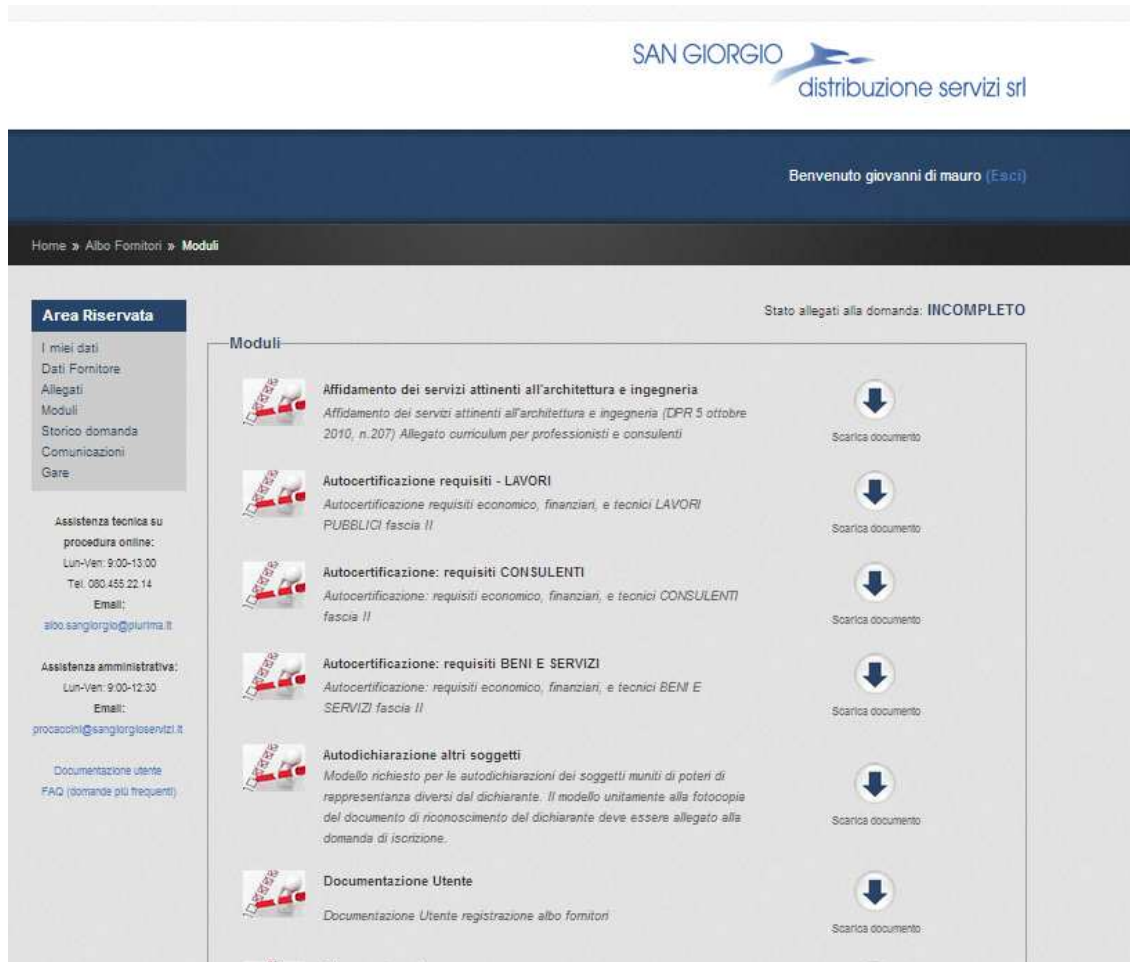 SAN GIORGIO
distribuzione servizi srl
Benvenuto giovanni di mauro (Esci)
Home » Albo Fornitori » Moduli
Area Riservata
I miei dati
Dati Fornitore
Allegati
Moduli
Storico domanda
Comunicazioni
Gare
Assistenza tecnica su
procedura online:
Lun-Ven: 9:00-13:00
Tel. 080.455.22.14
Email:
albo.sangiorgio@plurima.it
Assistenza amministrativa:
Lun-Ven: 9:00-12:30
Email:
procaccini@sangiorgioservizi.it
Documentazione utente
FAQ (domande più frequenti)
Stato allegati alla domanda: INCOMPLETO
Moduli
Affidamento dei servizi attinenti all'architettura e ingegneria
Affidamento dei servizi attinenti all'architettura e ingegneria (DPR 5 ottobre
2010, n.207) Allegato curriculum per professionisti e consulenti
Scarica documento
Autocertificazione requisiti - LAVORI
Autocertificazione requisiti economico, finanziari, e tecnici LAVORI
PUBBLICI fascia II
Scarica documento
Autocertificazione: requisiti CONSULENTI
Autocertificazione: requisiti economico, finanziari, e tecnici CONSULENTI
fascia II
Scarica documento
Autocertificazione: requisiti BENI E SERVIZI
Autocertificazione: requisiti economico, finanziari, e tecnici BENI E
SERVIZI fascia II
Scarica documento
Autodichiarazione altri soggetti
Modello richiesto per le autodichiarazioni dei soggetti muniti di poteri di
rappresentanza diversi dal dichiarante. Il modello unitamente alla fotocopia
del documento di riconoscimento del dichiarante deve essere allegato alla
domanda di iscrizione.
Scarica documento
Documentazione Utente
Documentazione Utente registrazione albo fornitori
Scarica documento